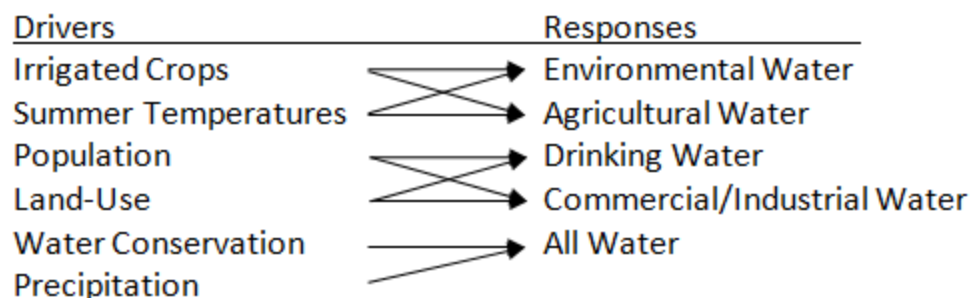 Drivers Responses
Irrigated Crops Environmental Water
Summer Temperatures Agricultural Water
Population Drinking Water
Land-Use Commercial/Industrial Water
Water Conservation All Water
Precipitation